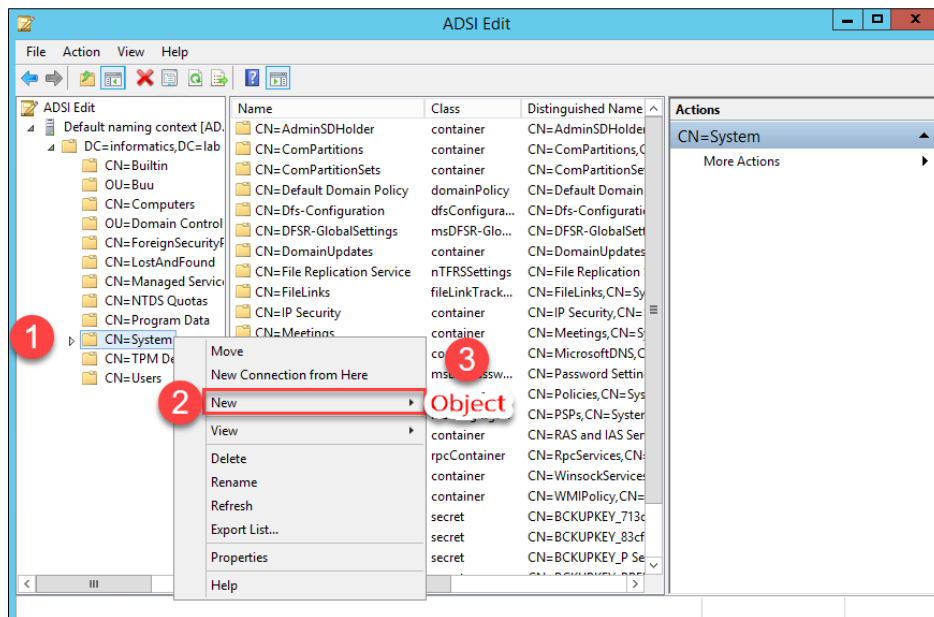 ADSI Edit
File Action View Help
ADSI Edit
Default naming context [AD.
DC=informatics,DC=lab
CN=Builtin
OU=Buu
CN=Computers
OU=Domain Control
CN=ForeignSecurityP
CN=LostAndFound
CN=Managed Servic
CN=NTDS Quotas
CN=Program Data
CN=System
CN=TPM De
CN=Users
Name Class Distinguished Name
CN=AdminSDHolder container CN=AdminSDHolder
CN=ComPartitions container CN=ComPartitions,C
CN=ComPartitionSets container CN=ComPartitionSe
CN=Default Domain Policy domainPolicy CN=Default Domain
CN=Dfs-Configuration dfsConfigura... CN=Dfs-Configurati
CN=DFSR-GlobalSettings msDFSR-Glo... CN=DFSR-GlobalSett
CN=DomainUpdates container CN=DomainUpdates
CN=File Replication Service nTFRSSettings CN=File Replication
CN=FileLinks fileLinkTrack... CN=FileLinks,CN=Sy
CN=IP Security container CN=IP Security,CN=
CN=Meetings container CN=Meetings,CN=S
CN=MicrosoftDNS,C
CN=Password Settin
CN=Policies,CN=Sys
CN=PSPs,CN=System
container CN=RAS and IAS Ser
rpcContainer CN=RpcServices,CN=
container CN=WinsockService
container CN=WMIPolicy,CN=
secret CN=BCKUPKEY_713c
secret CN=BCKUPKEY_83cf
secret CN=BCKUPKEY_P Se
1
2
3
Move
New Connection from Here
New
Object
View
Delete
Rename
Refresh
Export List...
Properties
Help
Actions
CN=System
More Actions